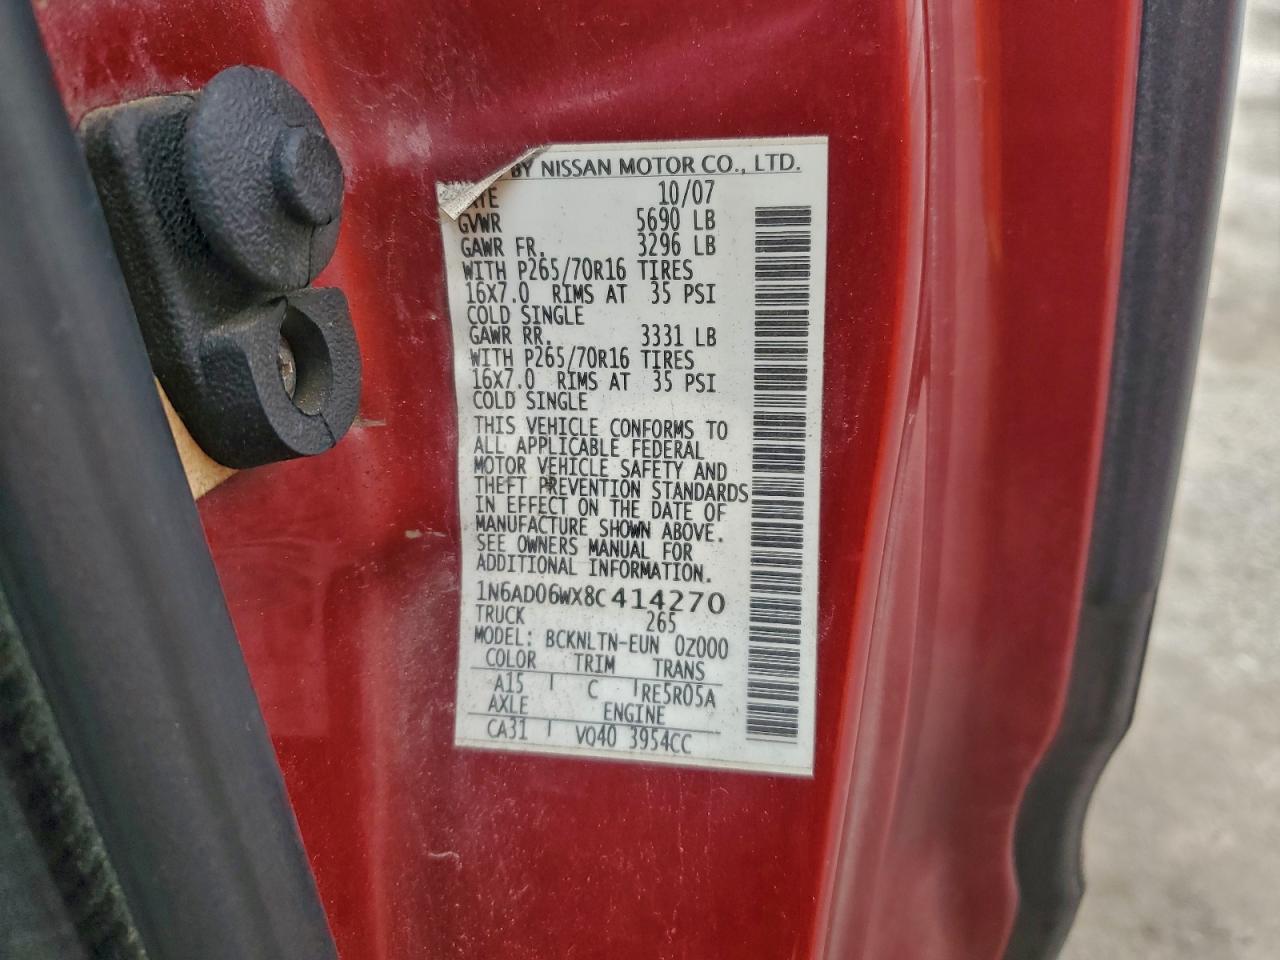 BY NISSAN MOTOR CO., LTD.
10/07
GVWR 5690 LB
GAWR FR. 3296 LB
WITH P265/70R16 TIRES
16X7.0 RIMS AT 35 PSI
COLD SINGLE
GAWR RR. 3331 LB
WITH P265/70R16 TIRES
16X7.0 RIMS AT 35 PSI
COLD SINGLE
THIS VEHICLE CONFORMS TO
ALL APPLICABLE FEDERAL
MOTOR VEHICLE SAFETY AND
THEFT PREVENTION STANDARDS
IN EFFECT ON THE DATE OF
MANUFACTURE SHOWN ABOVE.
SEE OWNERS MANUAL FOR
ADDITIONAL INFORMATION.
1N6AD06WX8C414270
TRUCK 265
MODEL: BCKNLTN-EUN 0Z000
COLOR TRIM TRANS
A15 C RE5R05A
AXLE ENGINE
CA31 VQ40 3954CC